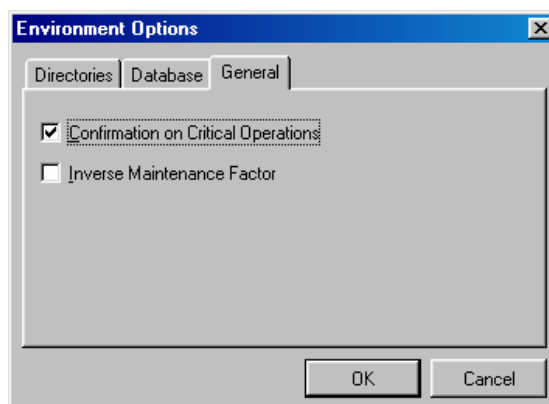 Environment Options
Directories Database General
Confirmation on Critical Operations
Inverse Maintenance Factor
OK Cancel